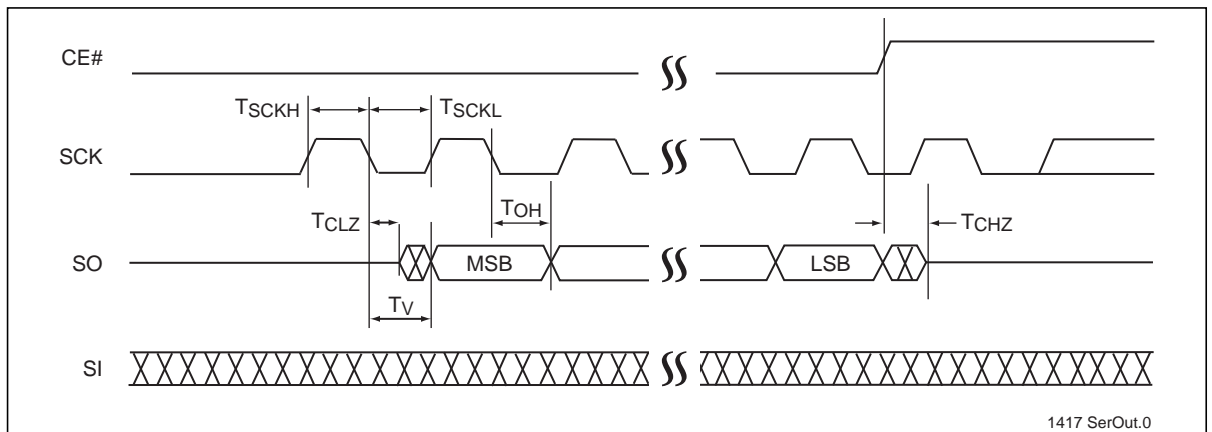 CE#
TSCKH
TSCKL
SCK
TOH
TCLZ
TCHZ
SO
MSB
LSB
TV
SI
1417 SerOut.0